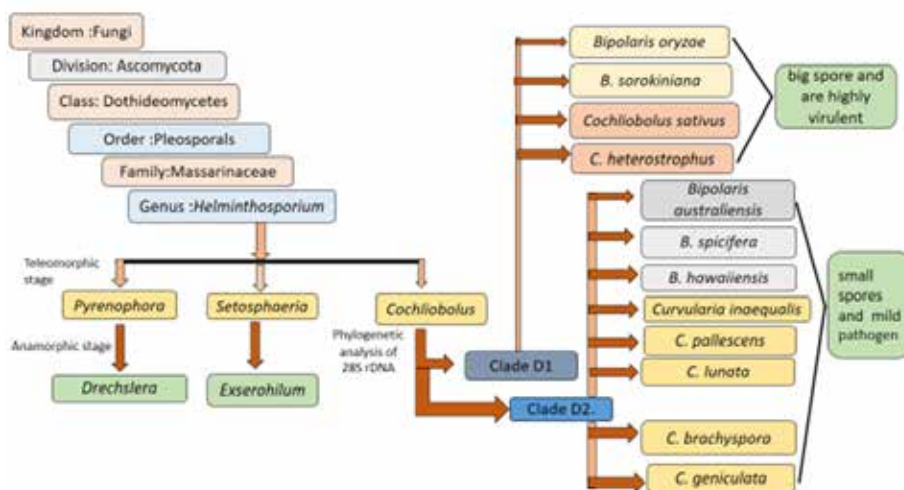 Kingdom :Fungi
Division: Ascomycota
Class: Dothideomycetes
Order :Pleosporals
Family:Massarinaceae
Genus :Helminthosporium
Teleomorphic
stage
Pyrenophora
Setosphaeria
Cochliobolus
Anamorphic stage
Drechslera
Exserohilum
Phylogenetic
analysis of
28S rDNA
Clade D1
Clade D2.
Bipolaris oryzae
B. sorokiniana
Cochliobolus sativus
C. heterostrophus
big spore and
are highly
virulent
Bipolaris
australiensis
B. spicifera
B. hawaiiensis
Curvularia inaequalis
C. pallescens
C. lunata
C. brachyspora
C. geniculata
small
spores
and mild
pathogen